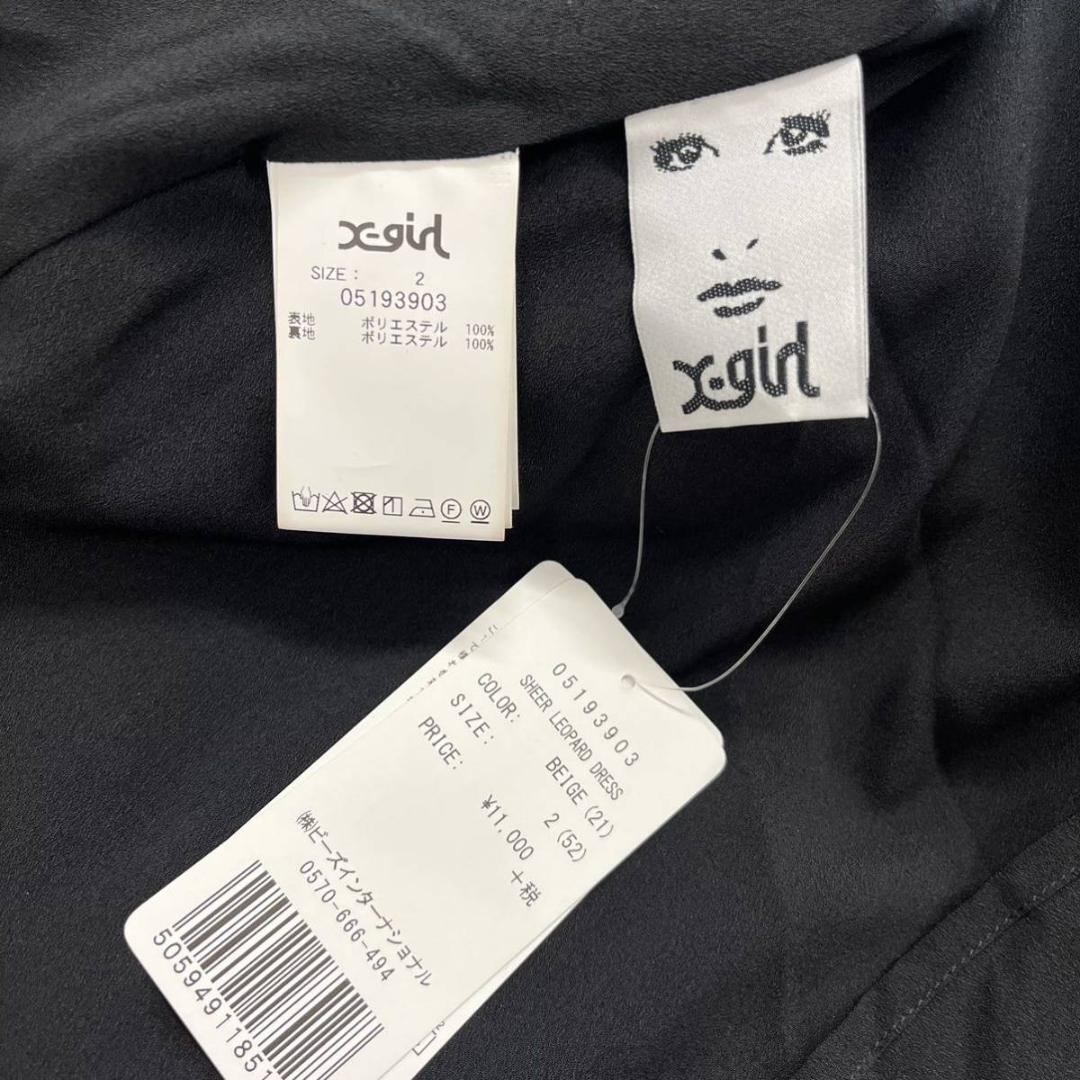 X-girl
SIZE : 2
05193903
表地 ポリエステル 100%
裏地 ポリエステル 100%
F W
X-girl
05193903
SHEER LEOPARD DRESS
COLOR: BEIGE (21)
SIZE: 2 (52)
PRICE: ¥11,000 +税
㈱ビーズインターナショナル
0570-666-494
5059491185